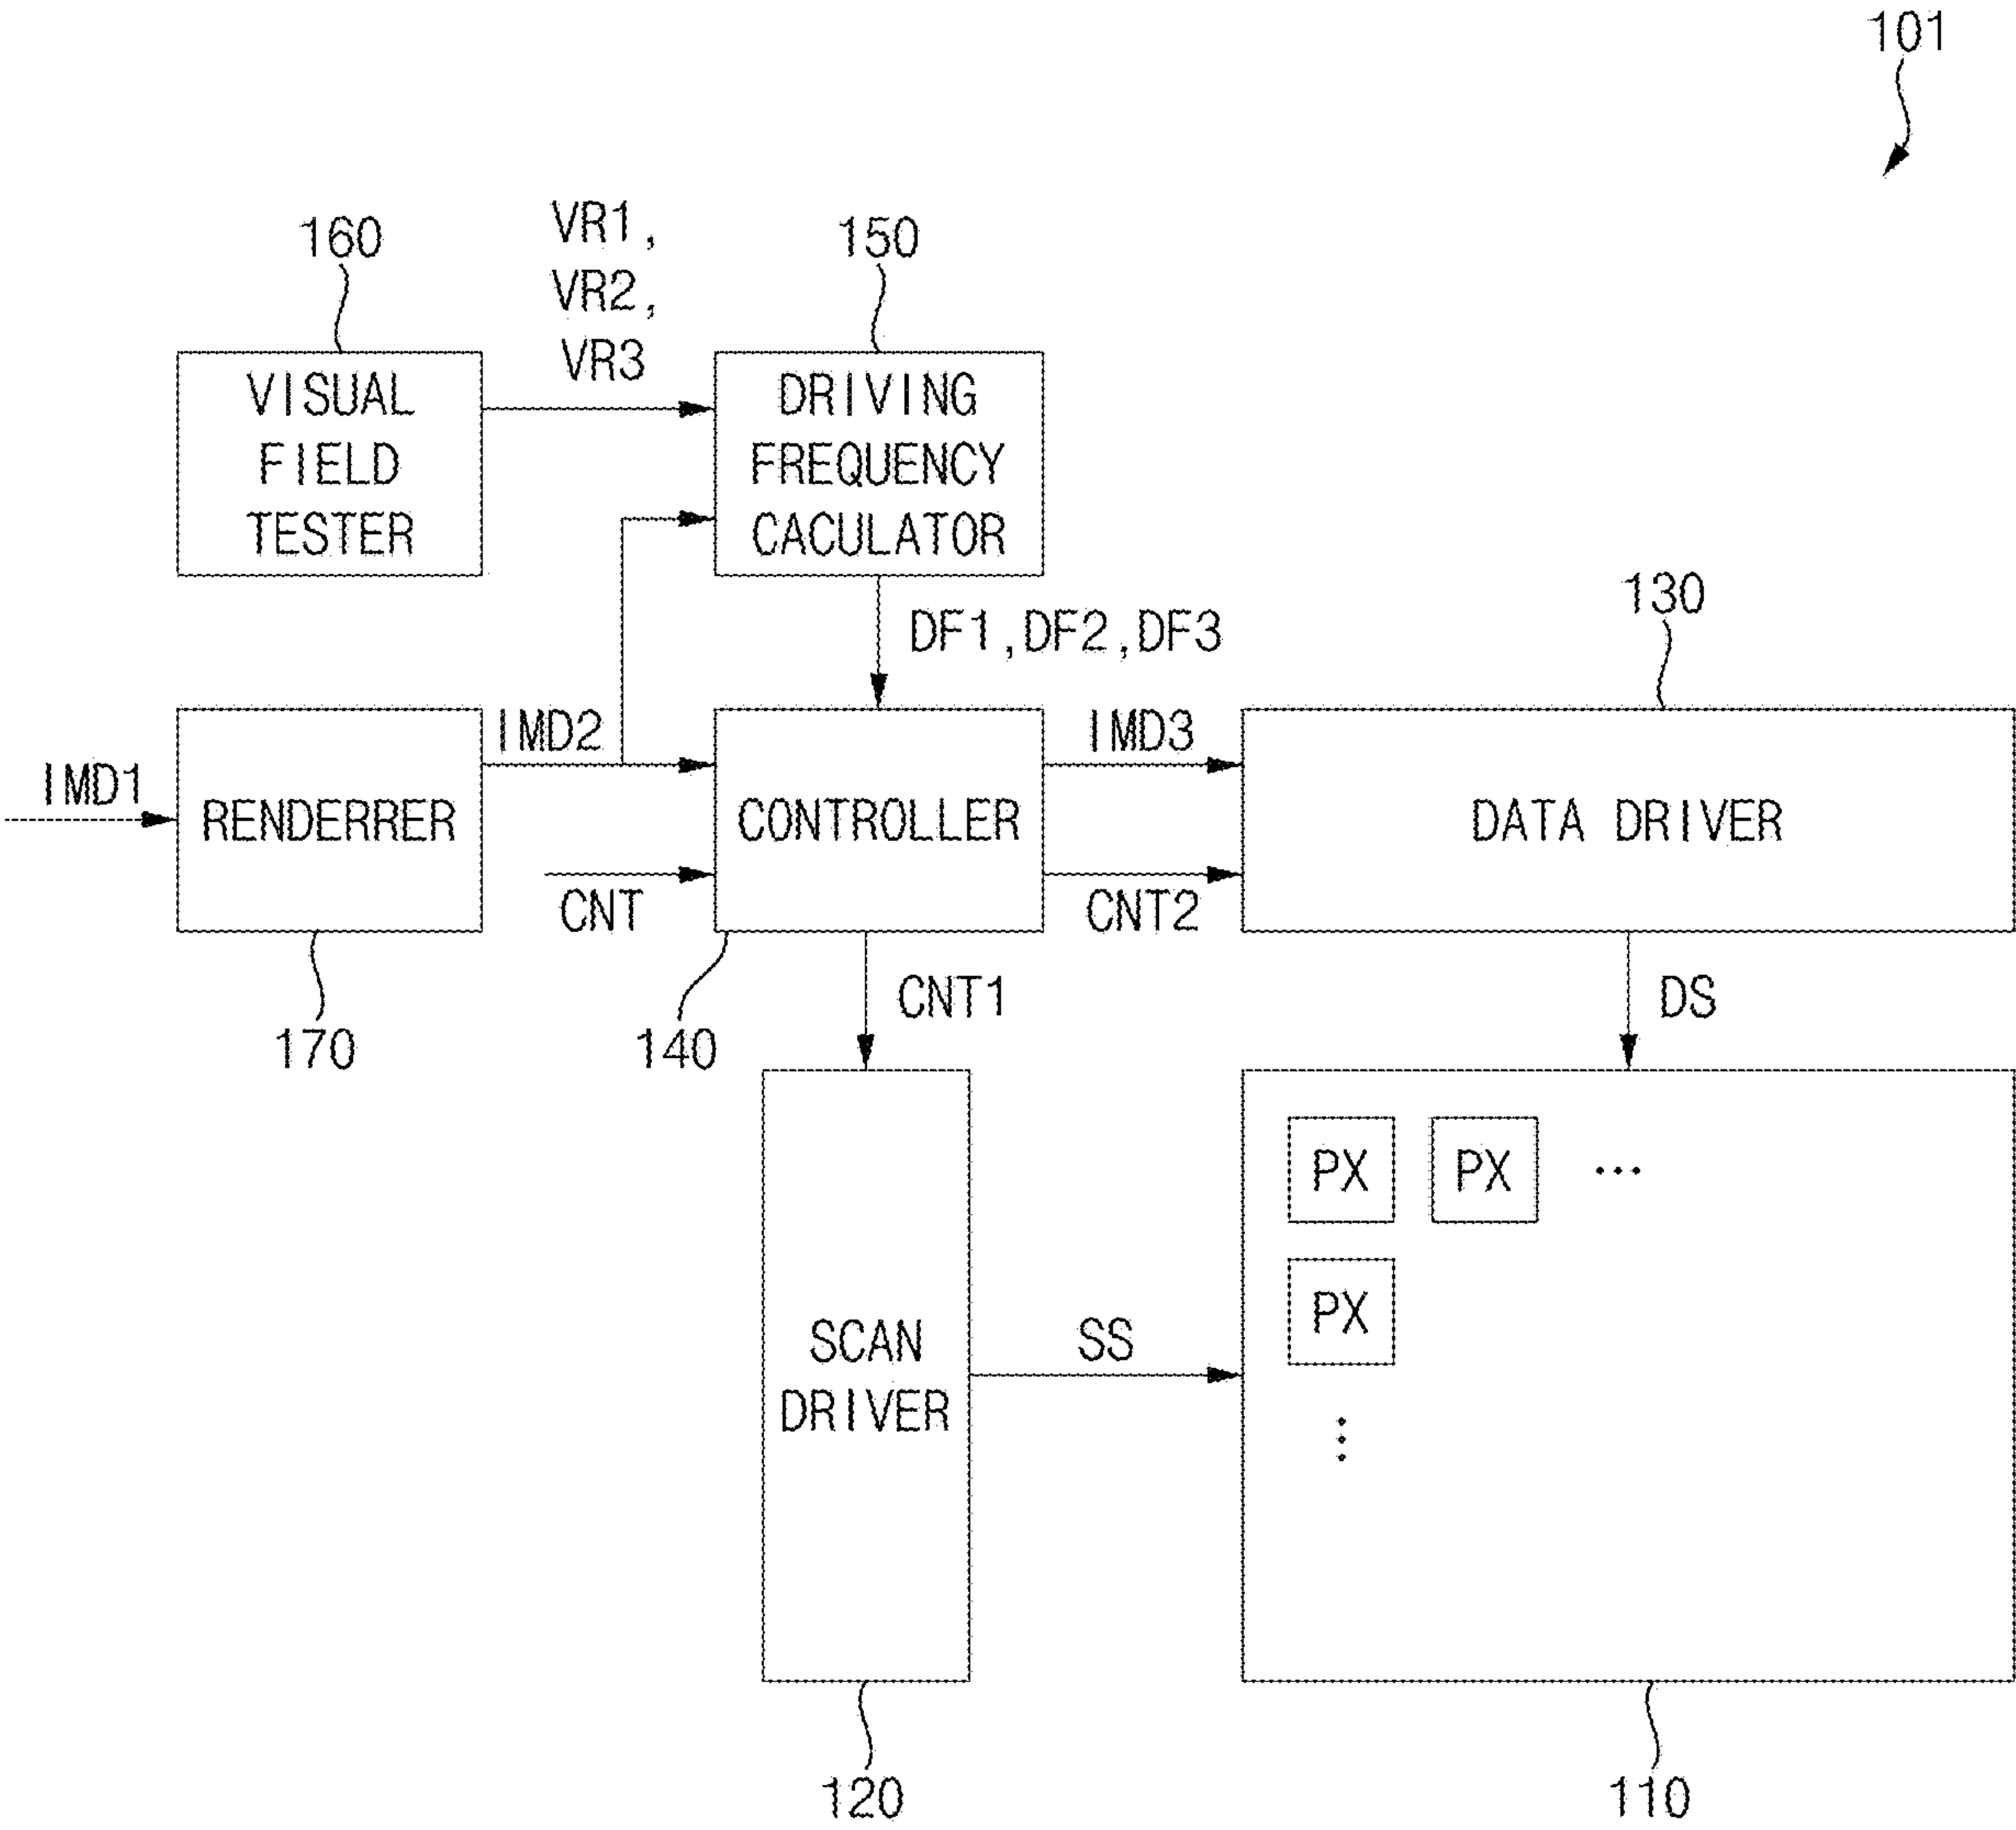 101
160
VR1,
VR2,
VR3
150
VISUAL
FIELD
TESTER
DRIVING
FREQUENCY
CACULATOR
DF1,DF2,DF3
130
IMD1
RENDERRER
IMD2
CNT
CONTROLLER
IMD3
CNT2
DATA DRIVER
170
140
CNT1
DS
SCAN
DRIVER
SS
PX PX ...
PX
⋮
120
110